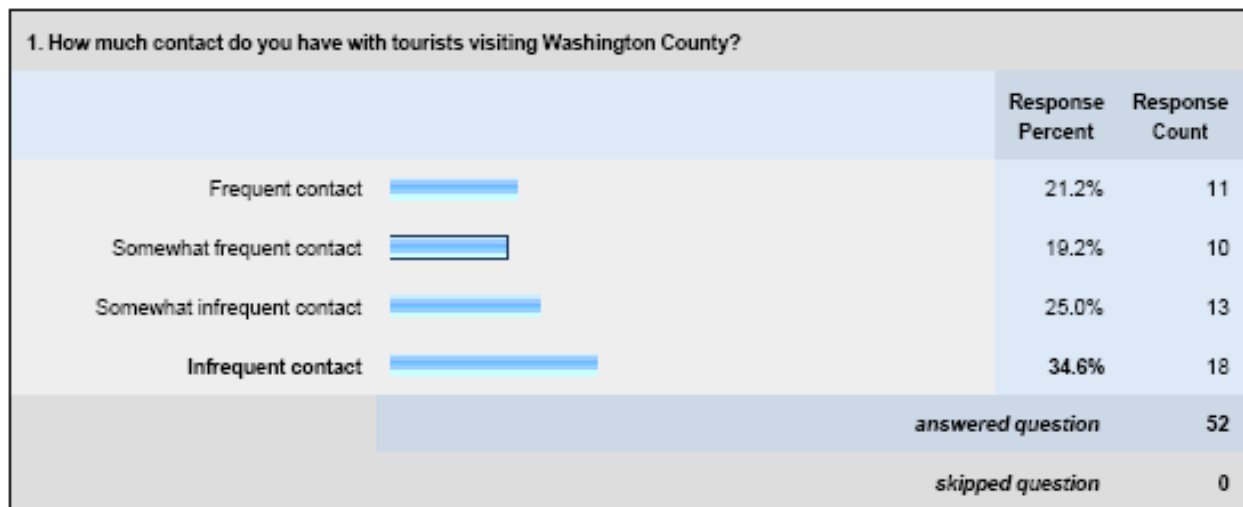 1. How much contact do you have with tourists visiting Washington County?
Response Percent Response Count
Frequent contact 21.2% 11
Somewhat frequent contact 19.2% 10
Somewhat infrequent contact 25.0% 13
Infrequent contact 34.6% 18
answered question 52
skipped question 0